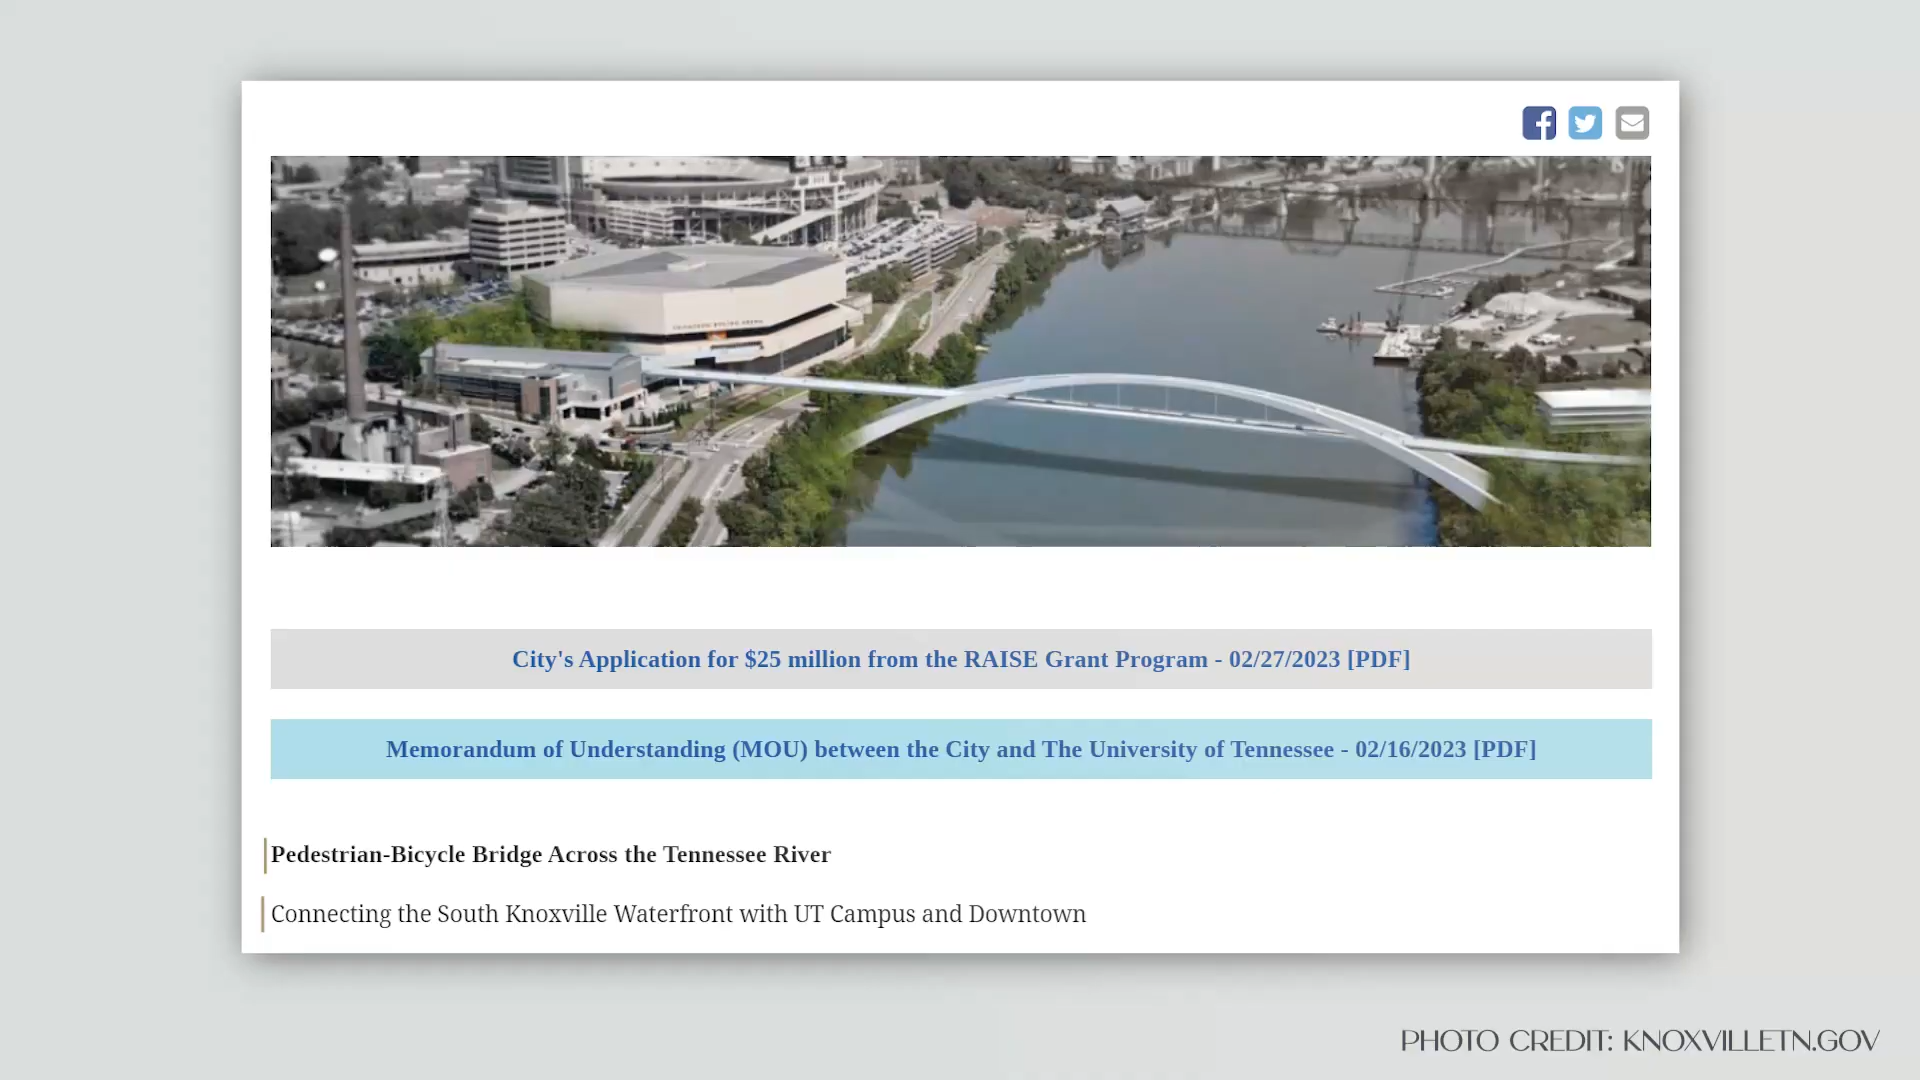 City's Application for $25 million from the RAISE Grant Program - 02/27/2023 [PDF]
Memorandum of Understanding (MOU) between the City and The University of Tennessee - 02/16/2023 [PDF]
Pedestrian-Bicycle Bridge Across the Tennessee River
Connecting the South Knoxville Waterfront with UT Campus and Downtown
PHOTO CREDIT: KNOXVILLETN.GOV